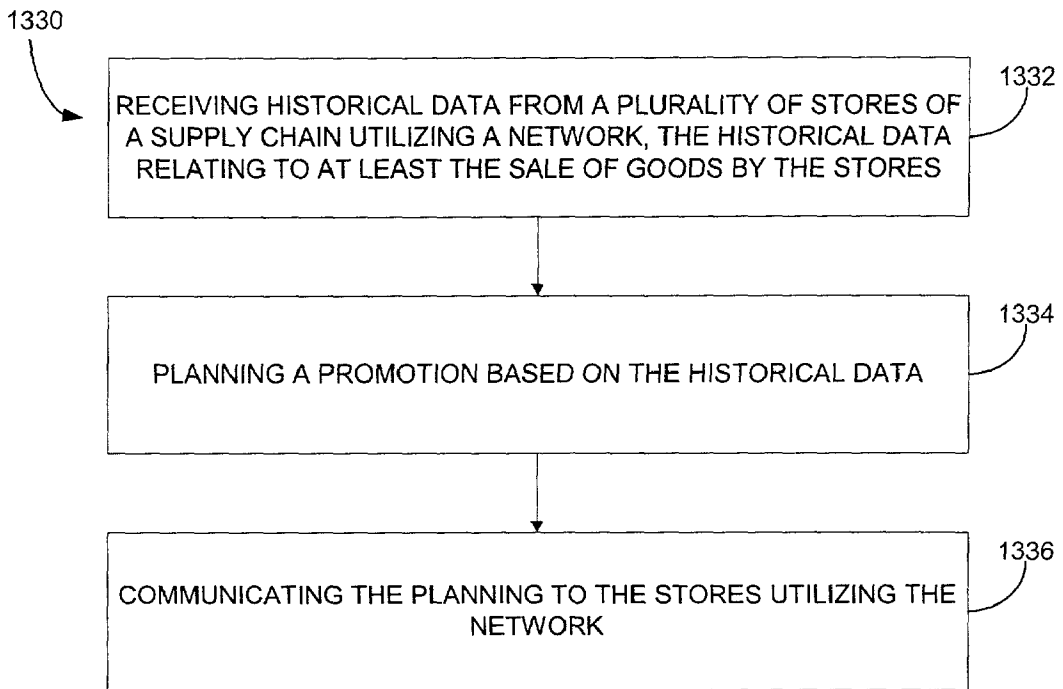 1330
1332
RECEIVING HISTORICAL DATA FROM A PLURALITY OF STORES OF
A SUPPLY CHAIN UTILIZING A NETWORK, THE HISTORICAL DATA
RELATING TO AT LEAST THE SALE OF GOODS BY THE STORES
1334
PLANNING A PROMOTION BASED ON THE HISTORICAL DATA
1336
COMMUNICATING THE PLANNING TO THE STORES UTILIZING THE
NETWORK